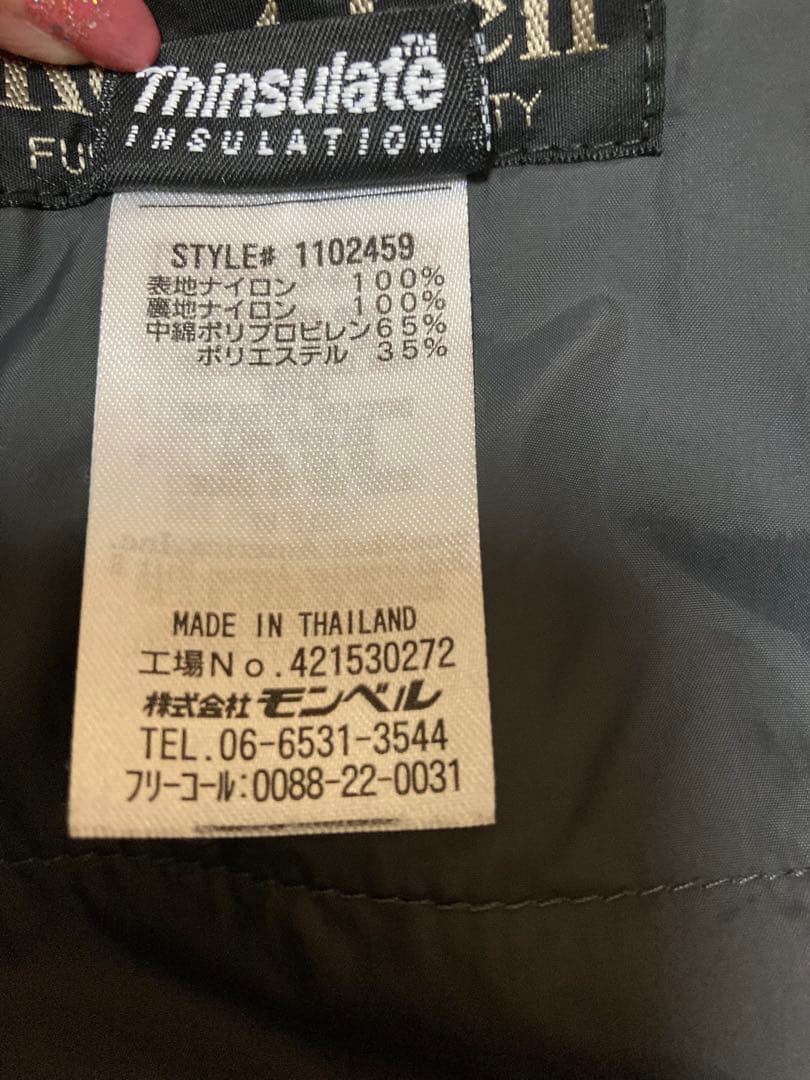 Thinsulate™
INSULATION
STYLE# 1102459
表地ナイロン 100%
裏地ナイロン 100%
中綿ポリプロピレン65%
ポリエステル 35%
MADE IN THAILAND
工場No.421530272
株式会社モンベル
TEL.06-6531-3544
フリーコール:0088-22-0031